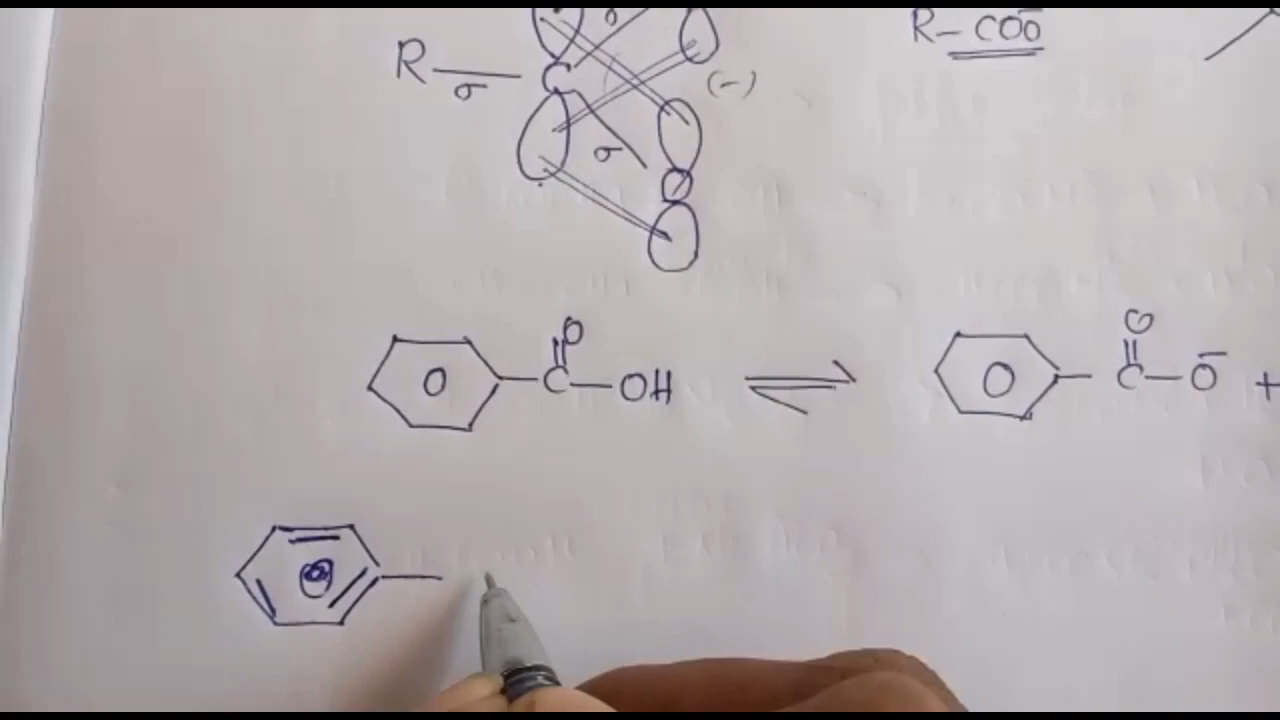 R–COO⁻
R σ C σ
(−)
σ
O
O O
C–OH ⇌ C–O⁻ +